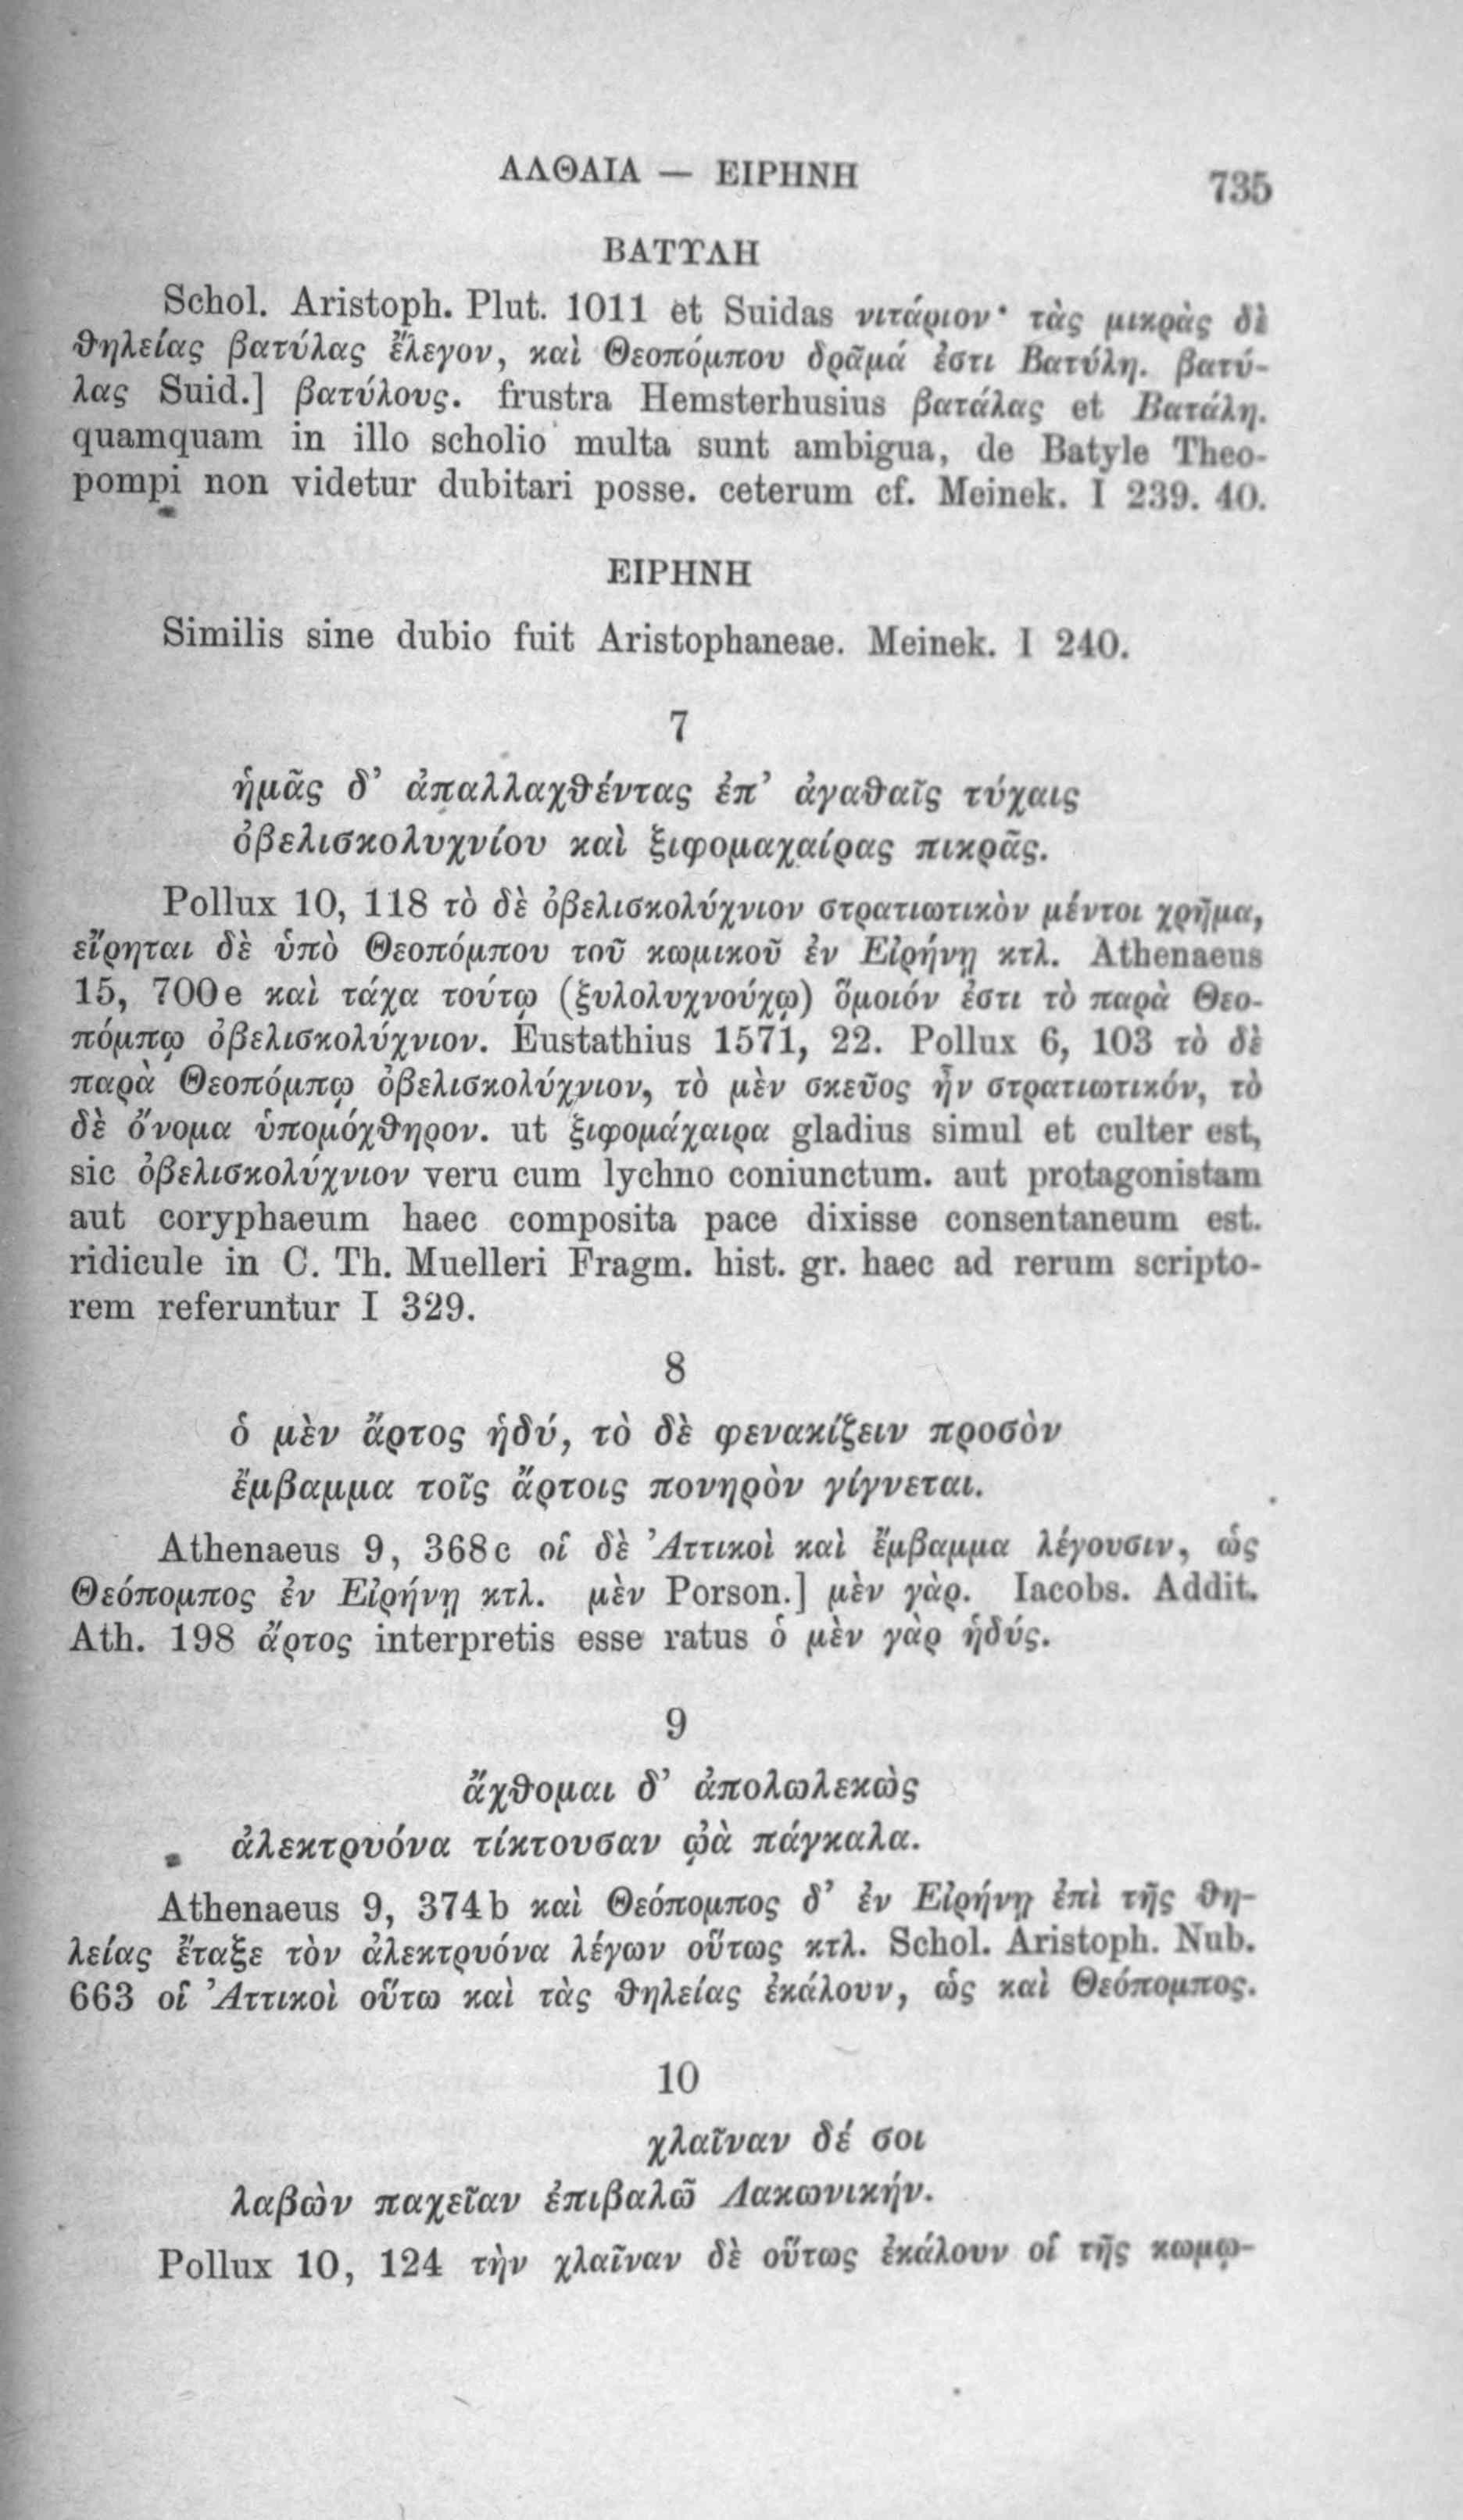 ΑΛΘΑΙΑ — ΕΙΡΗΝΗ 735
ΒΑΤΥΛΗ
Schol. Aristoph. Plut. 1011 et Suidas νιτάριον· τὰς μικρὰς δὲ
θηλείας βατύλας ἔλεγον, καὶ Θεοπόμπου δρᾶμά ἐστι Βατύλη. βατύ-
λας Suid.] βατύλους. frustra Hemsterhusius βατάλας et Βατάλη.
quamquam in illo scholio multa sunt ambigua, de Batyle Theo-
pompi non videtur dubitari posse. ceterum cf. Meinek. I 239. 40.
ΕΙΡΗΝΗ
Similis sine dubio fuit Aristophaneae. Meinek. I 240.
7
ἡμᾶς δ’ ἀπαλλαχθέντας ἐπ’ ἀγαθαῖς τύχαις
ὀβελισκολυχνίου καὶ ξιφομαχαίρας πικρᾶς.
Pollux 10, 118 τὸ δὲ ὀβελισκολύχνιον στρατιωτικὸν μέντοι χρῆμα,
εἴρηται δὲ ὑπὸ Θεοπόμπου τοῦ κωμικοῦ ἐν Εἰρήνῃ κτλ. Athenaeus
15, 700e καὶ τάχα τούτῳ (ξυλολυχνούχῳ) ὅμοιόν ἐστι τὸ παρὰ Θεο-
πόμπῳ ὀβελισκολύχνιον. Eustathius 1571, 22. Pollux 6, 103 τὸ δὲ
παρὰ Θεοπόμπῳ ὀβελισκολύχνιον, τὸ μὲν σκεῦος ἦν στρατιωτικόν, τὸ
δὲ ὄνομα ὑπομόχθηρον. ut ξιφομάχαιρα gladius simul et culter est,
sic ὀβελισκολύχνιον veru cum lychno coniunctum. aut protagonistam
aut coryphaeum haec composita pace dixisse consentaneum est.
ridicule in C. Th. Muelleri Fragm. hist. gr. haec ad rerum scripto-
rem referuntur I 329.
8
ὁ μὲν ἄρτος ἡδύ, τὸ δὲ φενακίζειν προσὸν
ἔμβαμμα τοῖς ἄρτοις πονηρὸν γίγνεται.
Athenaeus 9, 368c οἱ δὲ Ἀττικοὶ καὶ ἔμβαμμα λέγουσιν, ὡς
Θεόπομπος ἐν Εἰρήνῃ κτλ. μὲν Porson.] μὲν γὰρ. Iacobs. Addit.
Ath. 198 ἄρτος interpretis esse ratus ὁ μὲν γὰρ ἡδύς.
9
ἄχθομαι δ’ ἀπολωλεκὼς
ἀλεκτρυόνα τίκτουσαν ᾠὰ πάγκαλα.
Athenaeus 9, 374b καὶ Θεόπομπος δ’ ἐν Εἰρήνῃ ἐπὶ τῆς θη-
λείας ἔταξε τὸν ἀλεκτρυόνα λέγων οὕτως κτλ. Schol. Aristoph. Nub.
663 οἱ Ἀττικοὶ οὕτω καὶ τὰς θηλείας ἐκάλουν, ὡς καὶ Θεόπομπος.
10
χλαῖναν δέ σοι
λαβὼν παχεῖαν ἐπιβαλῶ Λακωνικήν.
Pollux 10, 124 τὴν χλαῖναν δὲ οὕτως ἐκάλουν οἱ τῆς κωμῳ-